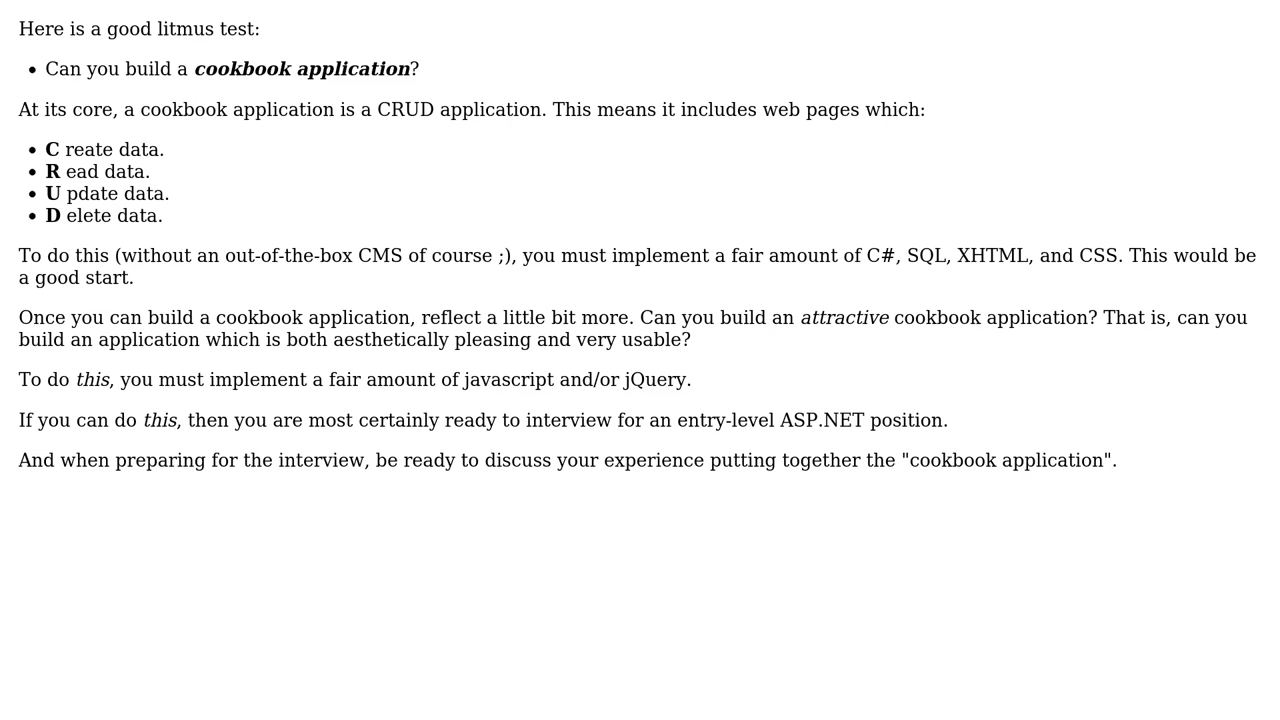 Here is a good litmus test:
• Can you build a cookbook application?
At its core, a cookbook application is a CRUD application. This means it includes web pages which:
• C reate data.
• R ead data.
• U pdate data.
• D elete data.
To do this (without an out-of-the-box CMS of course ;), you must implement a fair amount of C#, SQL, XHTML, and CSS. This would be
a good start.
Once you can build a cookbook application, reflect a little bit more. Can you build an attractive cookbook application? That is, can you
build an application which is both aesthetically pleasing and very usable?
To do this, you must implement a fair amount of javascript and/or jQuery.
If you can do this, then you are most certainly ready to interview for an entry-level ASP.NET position.
And when preparing for the interview, be ready to discuss your experience putting together the "cookbook application".